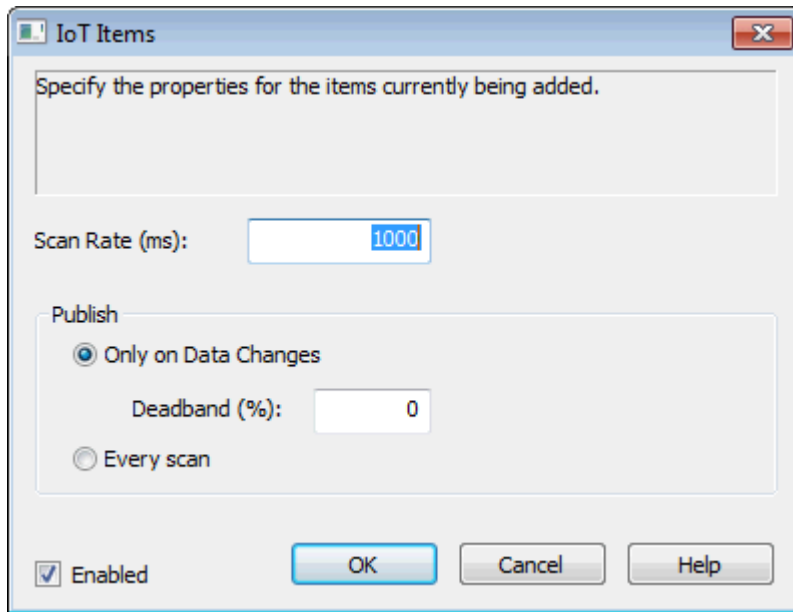 IoT Items
Specify the properties for the items currently being added.
Scan Rate (ms): 1000
Publish
Only on Data Changes
Deadband (%): 0
Every scan
Enabled OK Cancel Help